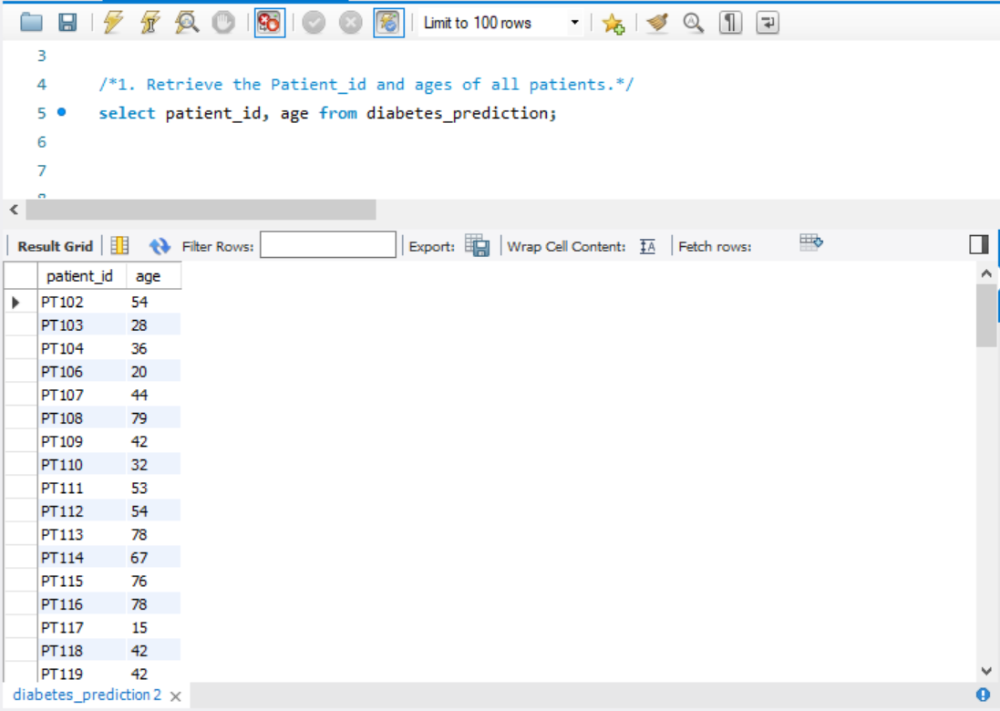 Limit to 100 rows
3
4 /*1. Retrieve the Patient_id and ages of all patients.*/
5 select patient_id, age from diabetes_prediction;
6
7
Result Grid Filter Rows: Export: Wrap Cell Content: Fetch rows:
patient_id age
PT102 54
PT103 28
PT104 36
PT106 20
PT107 44
PT108 79
PT109 42
PT110 32
PT111 53
PT112 54
PT113 78
PT114 67
PT115 76
PT116 78
PT117 15
PT118 42
PT119 42
diabetes_prediction 2